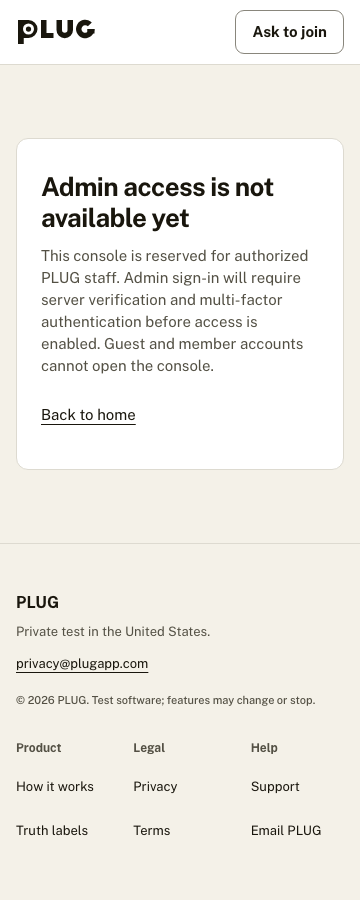 PLUG
Ask to join
Admin access is not
available yet
This console is reserved for authorized
PLUG staff. Admin sign-in will require
server verification and multi-factor
authentication before access is
enabled. Guest and member accounts
cannot open the console.
Back to home
PLUG
Private test in the United States.
privacy@plugapp.com
© 2026 PLUG. Test software; features may change or stop.
Product
Legal
Help
How it works
Privacy
Support
Truth labels
Terms
Email PLUG